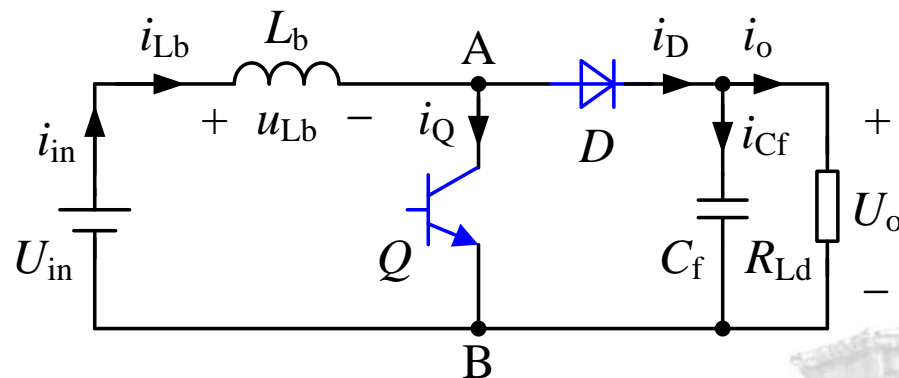 i_Lb L_b A i_D i_o
+ u_Lb − i_Q D i_Cf +
i_in
U_in Q C_f R_Ld U_o
−
B